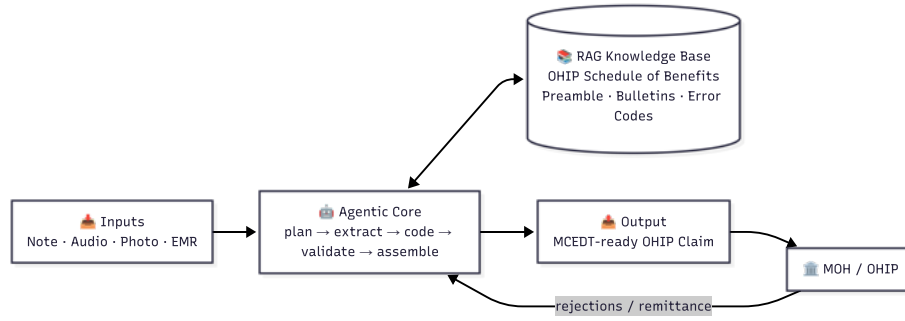 📚 RAG Knowledge Base
OHIP Schedule of Benefits
Preamble · Bulletins · Error
Codes
📥 Inputs
Note · Audio · Photo · EMR
🤖 Agentic Core
plan → extract → code →
validate → assemble
📤 Output
MCEDT-ready OHIP Claim
🏛️ MOH / OHIP
rejections / remittance